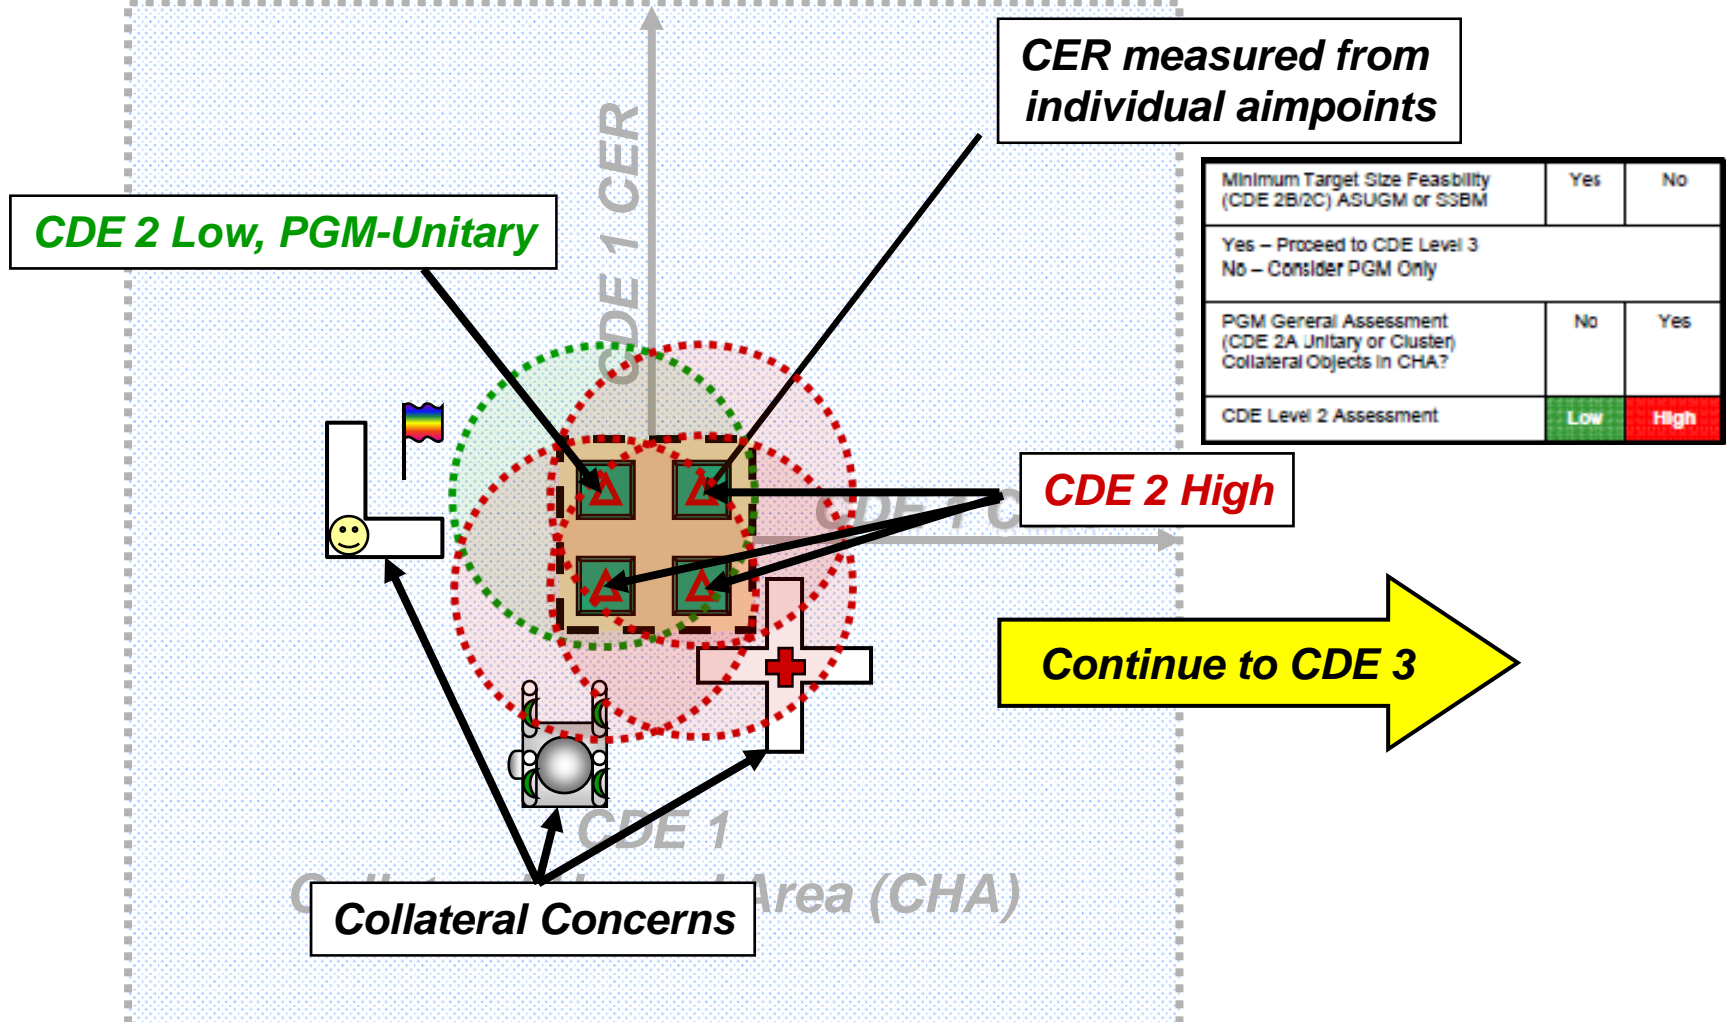 CER measured from
individual aimpoints
CDE 1 CER
CDE 2 Low, PGM-Unitary
Minimum Target Size Feasbility
(CDE 2B/2C) ASUGM or SSBM
Yes
No
Yes – Proceed to CDE Level 3
No – Consider PGM Only
PGM General Assessment
(CDE 2A Unitary or Cluster)
Collateral Objects in CHA?
No
Yes
CDE Level 2 Assessment
Low
High
CDE 2 High
CDE 1
Continue to CDE 3
CDE 1
Area (CHA)
Collateral Concerns